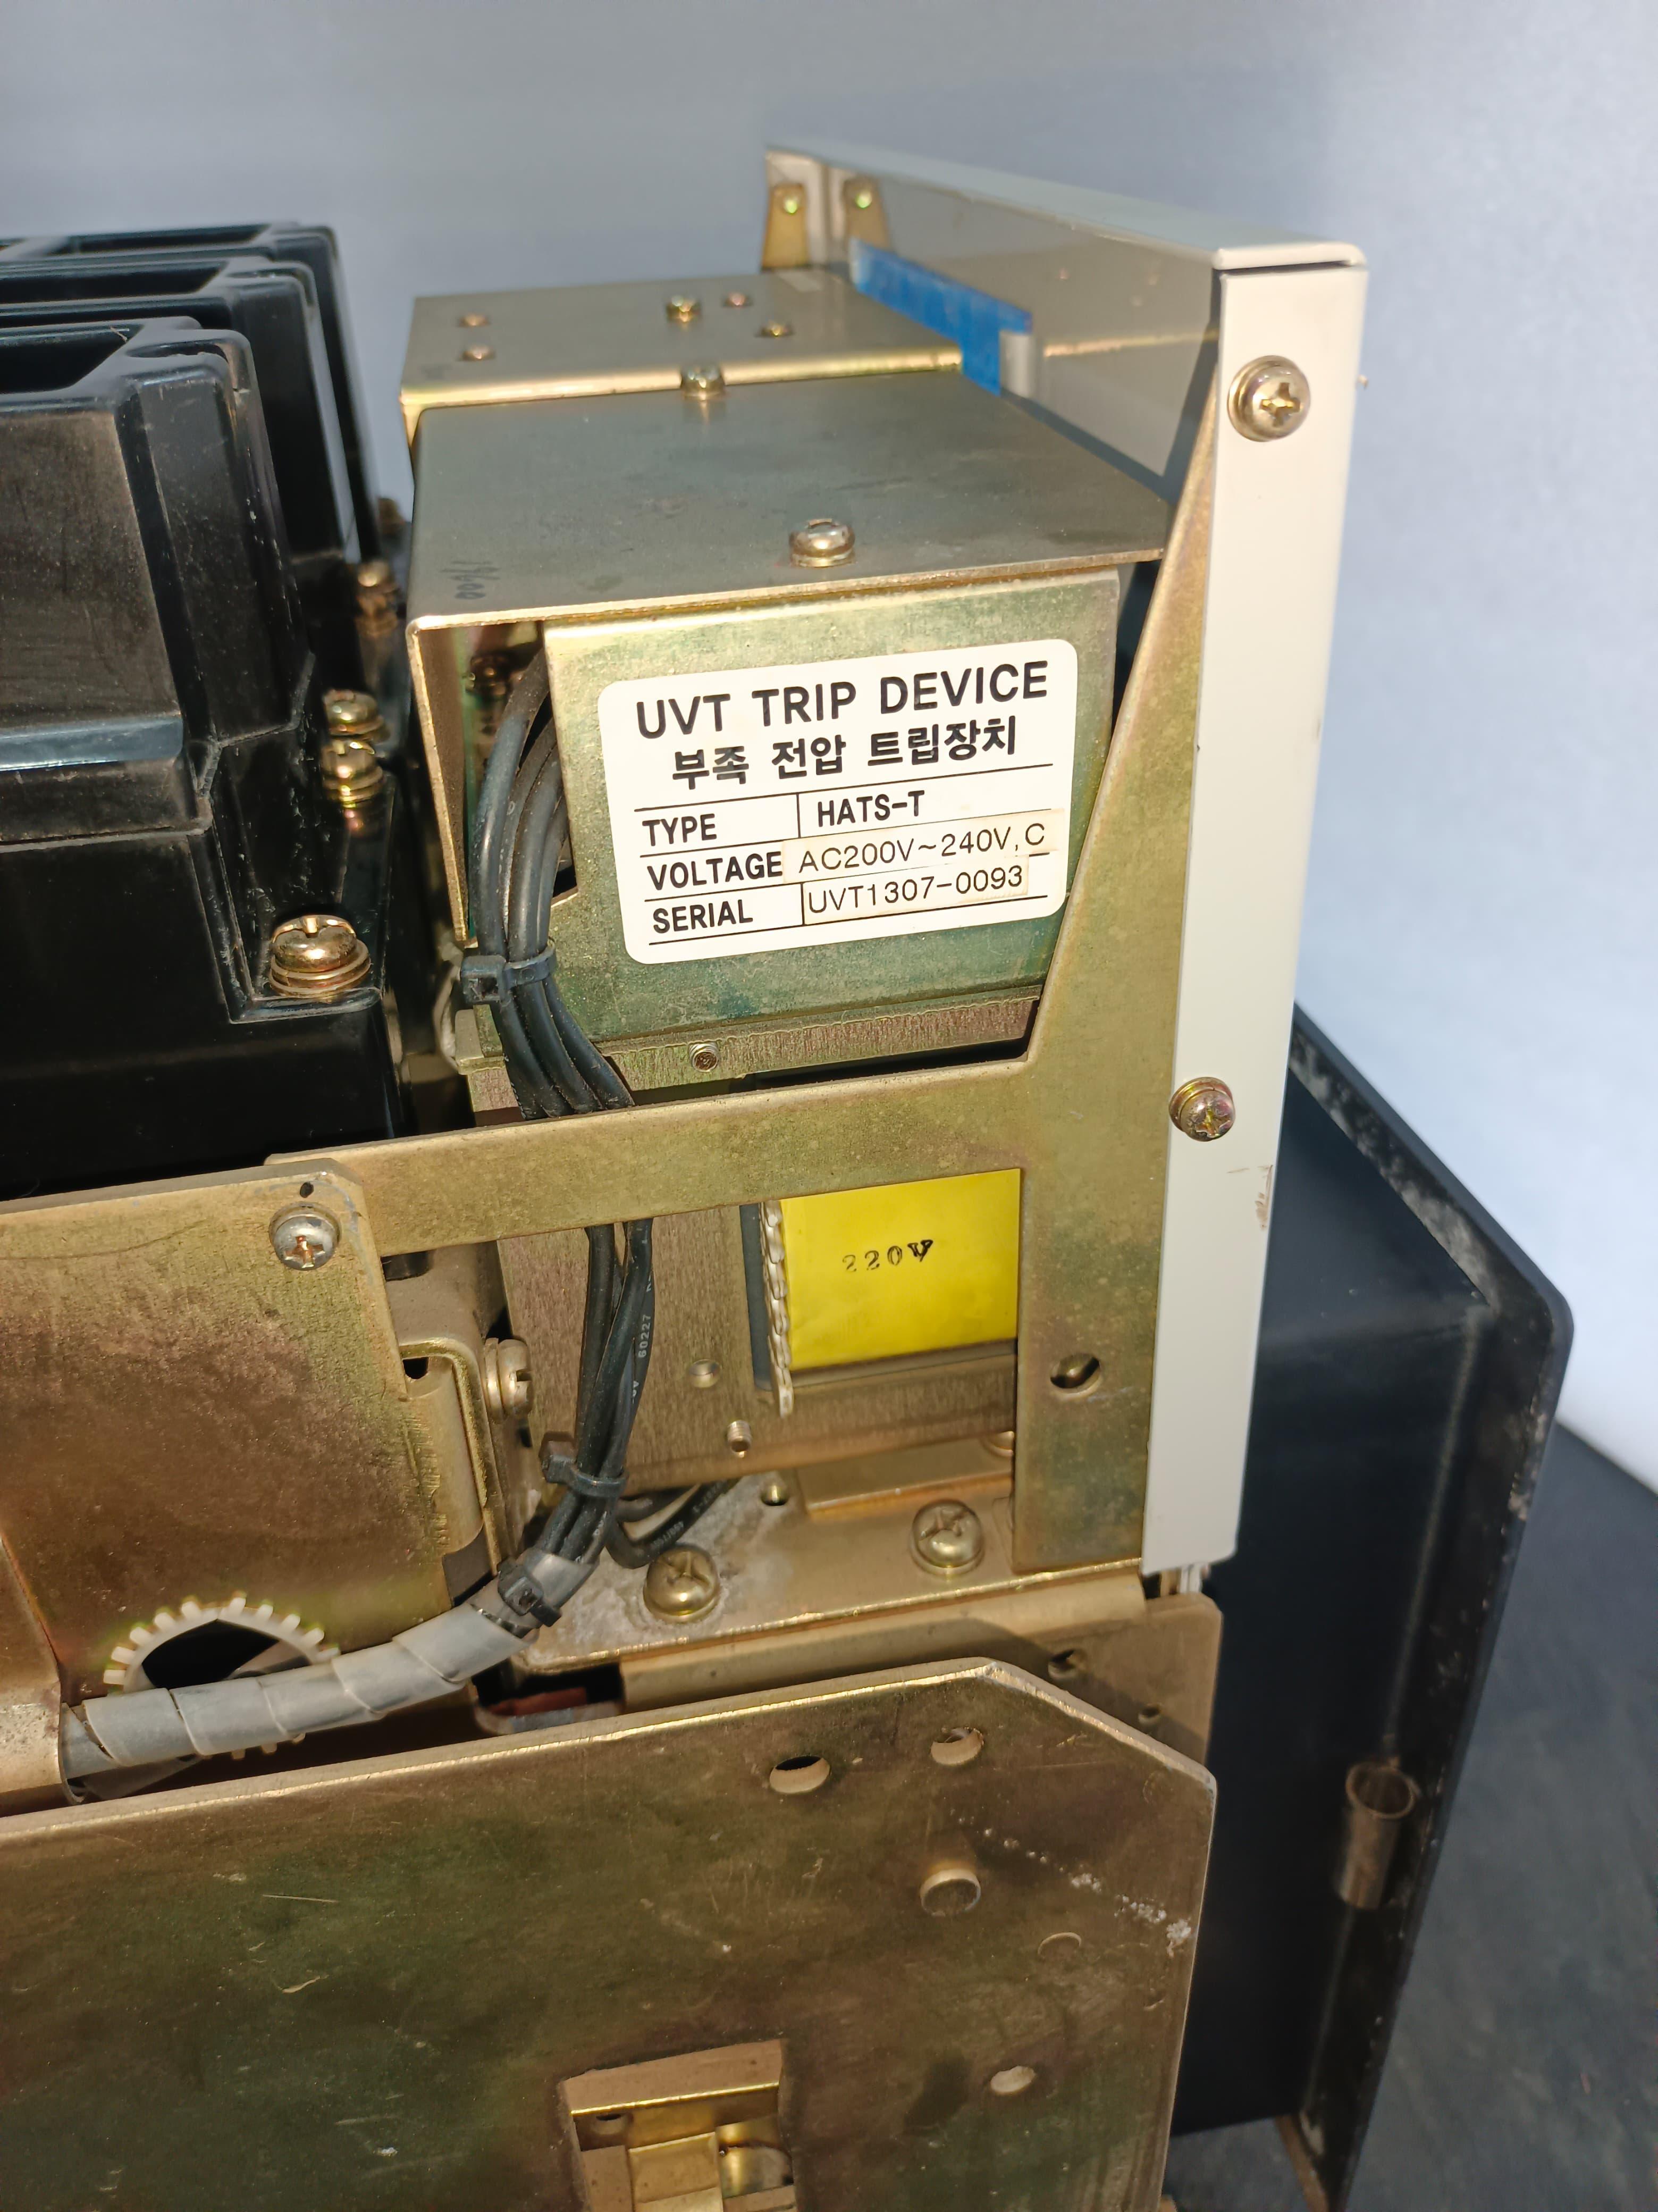 UVT TRIP DEVICE
부족 전압 트립장치
TYPE HATS-T
VOLTAGE AC200V~240V, C
SERIAL UVT1307-0093
220V
60227